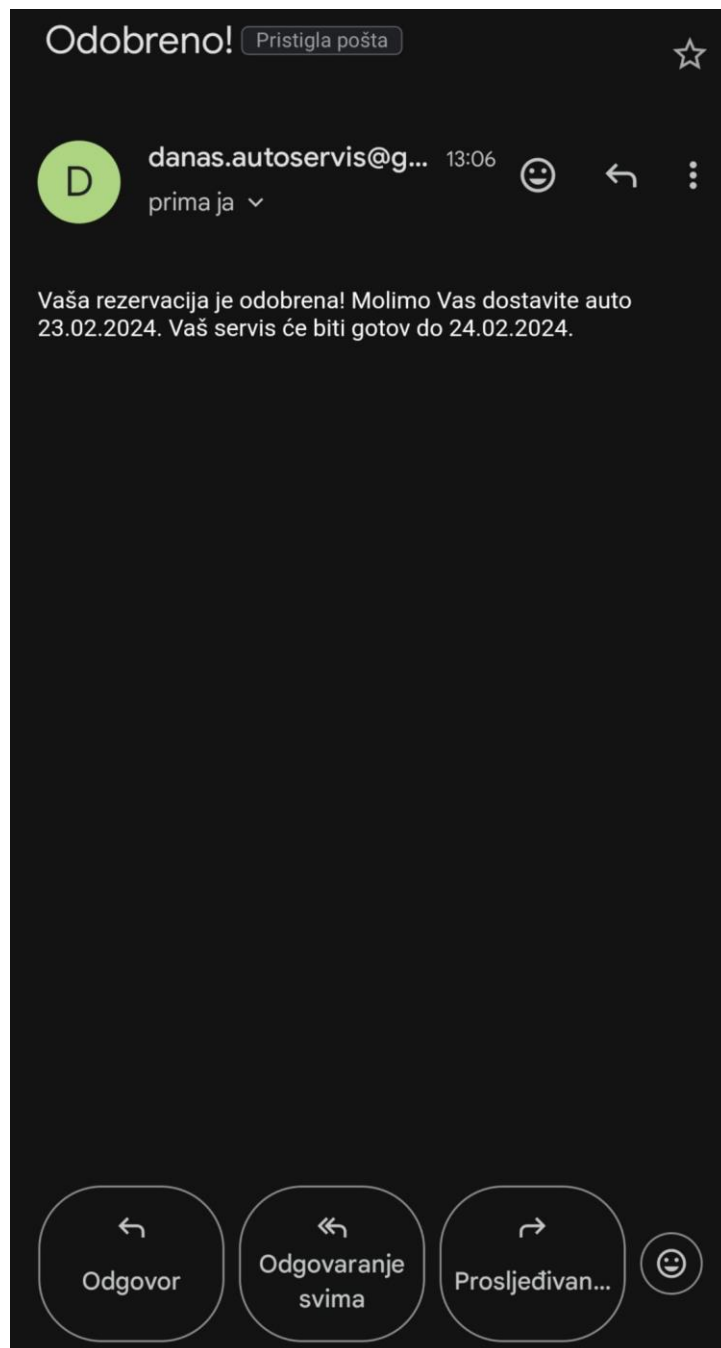 Odobreno! Pristigla pošta
D
danas.autoservis@g... 13:06
prima ja
Vaša rezervacija je odobrena! Molimo Vas dostavite auto
23.02.2024. Vaš servis će biti gotov do 24.02.2024.
Odgovor
Odgovaranje
svima
Prosljeđivan...